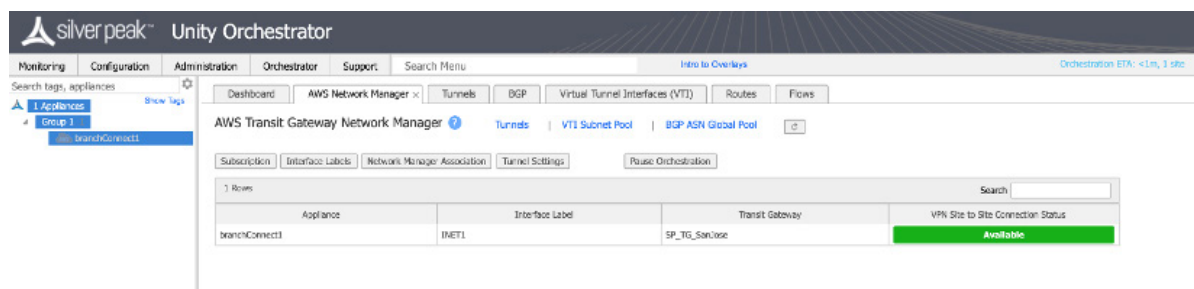 silver peak™ Unity Orchestrator
Monitoring Configuration Administration Orchestrator Support Search Menu Intro to Overlays Orchestration ETA: <1m, 1 site
Search tags, appliances
Show Tags
1 Appliances
Group 1
branchConnect1
Dashboard AWS Network Manager × Tunnels BGP Virtual Tunnel Interfaces (VTI) Routes Flows
AWS Transit Gateway Network Manager ? Tunnels | VTI Subnet Pool | BGP ASN Global Pool
Subscription Interface Labels Network Manager Association Tunnel Settings Pause Orchestration
1 Rows Search
Appliance Interface Label Transit Gateway VPN Site to Site Connection Status
branchConnect1 INET1 SP_TG_SanJose Available